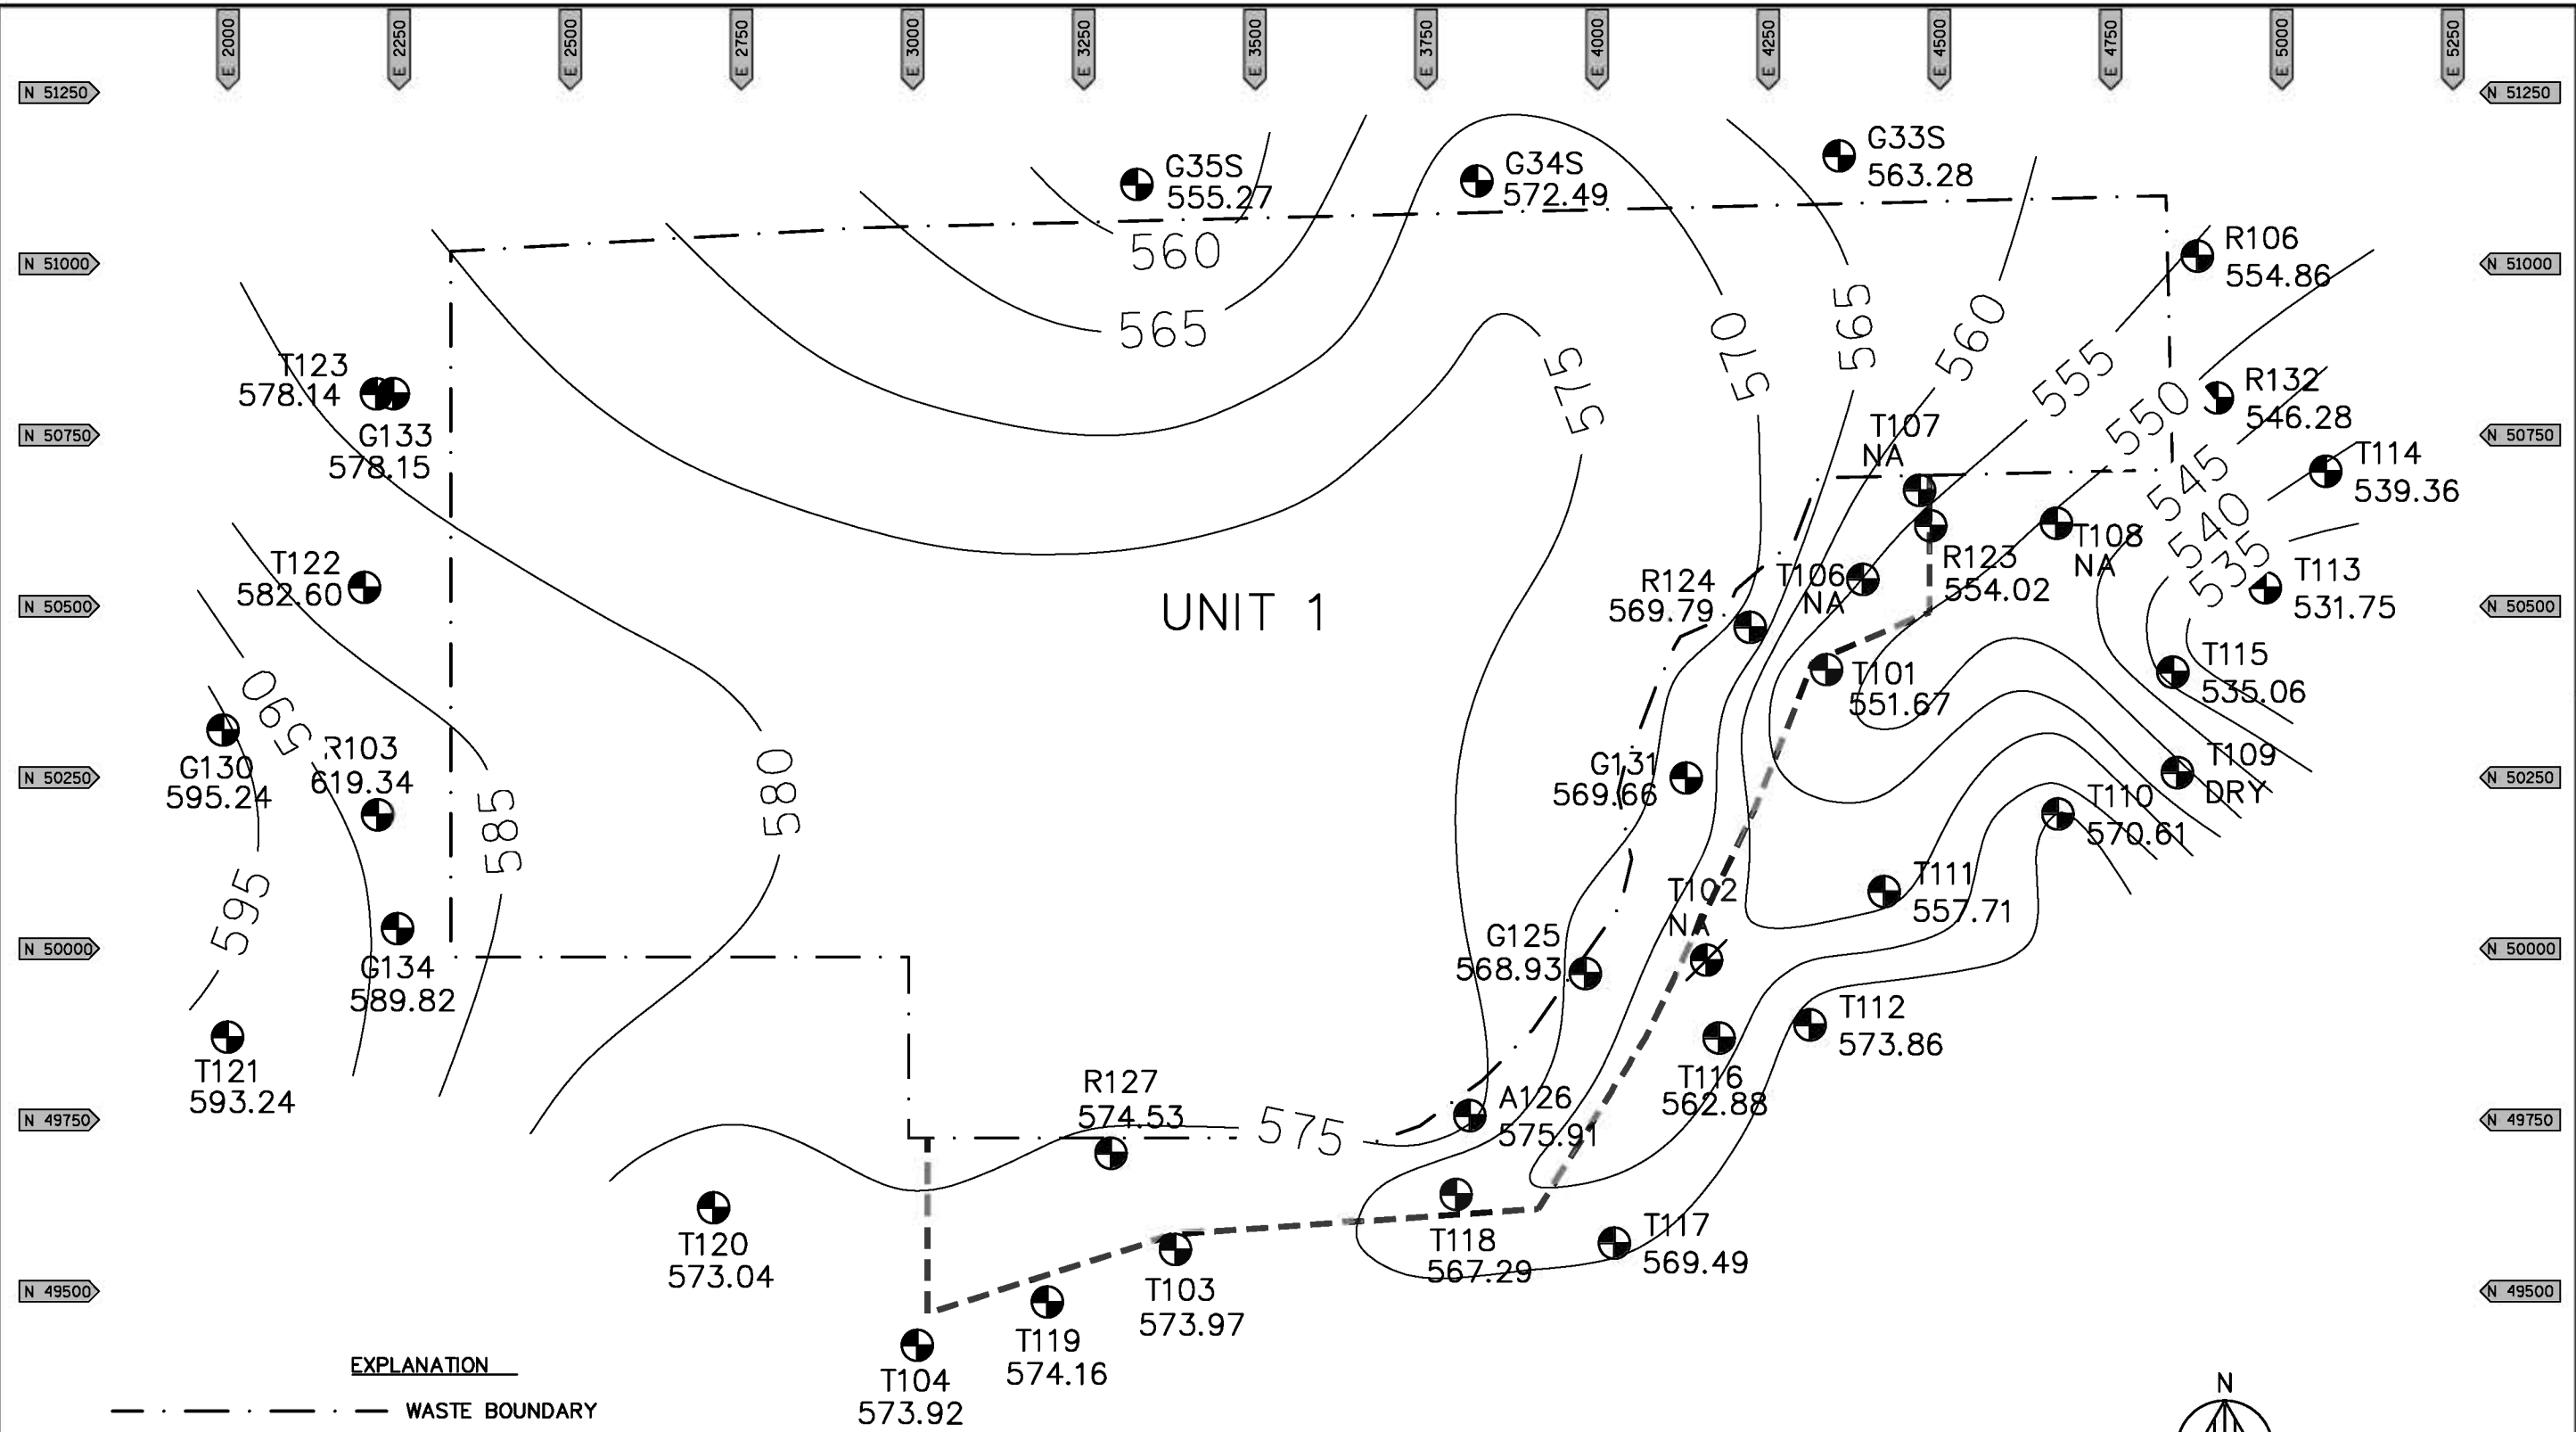 E 2000
E 2250
E 2500
E 2750
E 3000
E 3250
E 3500
E 3750
E 4000
E 4250
E 4500
E 4750
E 5000
E 5250
N 51250
N 51250
G35S
555.27
G34S
572.49
G33S
563.28
N 51000
N 51000
560
R106
554.86
565
570
565
560
T123
578.14
575
555
550
R132
546.28
G133
578.15
N 50750
N 50750
T107
NA
T114
539.36
545
540
535
T122
582.60
UNIT 1
R124
569.79
T106
NA
R123
554.02
T108
NA
T113
531.75
N 50500
N 50500
T101
551.67
T115
535.06
590
G130
595.24
R103
619.34
580
585
G131
569.66
T109
DRY
N 50250
N 50250
T110
570.61
595
T102
NA
T111
557.71
G134
589.82
G125
568.93
N 50000
N 50000
T112
573.86
T121
593.24
R127
574.53
575
A126
575.91
T116
562.88
N 49750
N 49750
T120
573.04
T118
567.29
T117
569.49
N 49500
N 49500
T103
573.97
T119
574.16
T104
573.92
EXPLANATION
WASTE BOUNDARY
N